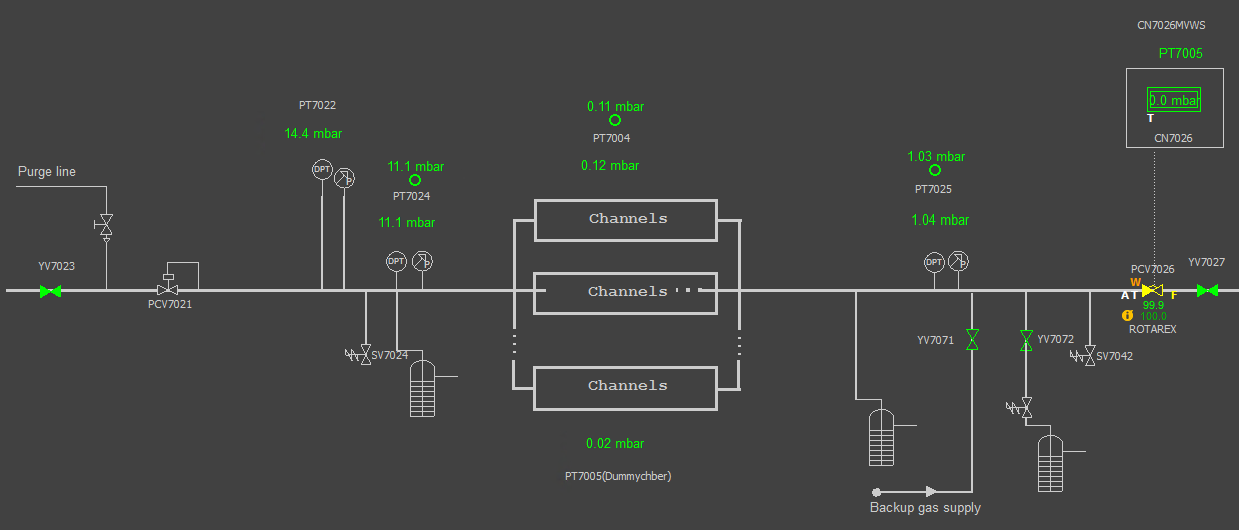 CN7026MVWS
PT7005
0.0 mbar
T
CN7026
PT7022
14.4 mbar
0.11 mbar
PT7004
0.12 mbar
11.1 mbar
PT7024
11.1 mbar
1.03 mbar
PT7025
1.04 mbar
Purge line
DPT
P
Channels
YV7023
DPT
P
DPT
P
PCV7026
YV7027
W
A T
F
PCV7021
Channels
99.9
i
100.0
ROTAREX
SV7024
YV7071
YV7072
SV7042
Channels
0.02 mbar
PT7005(Dummychber)
Backup gas supply